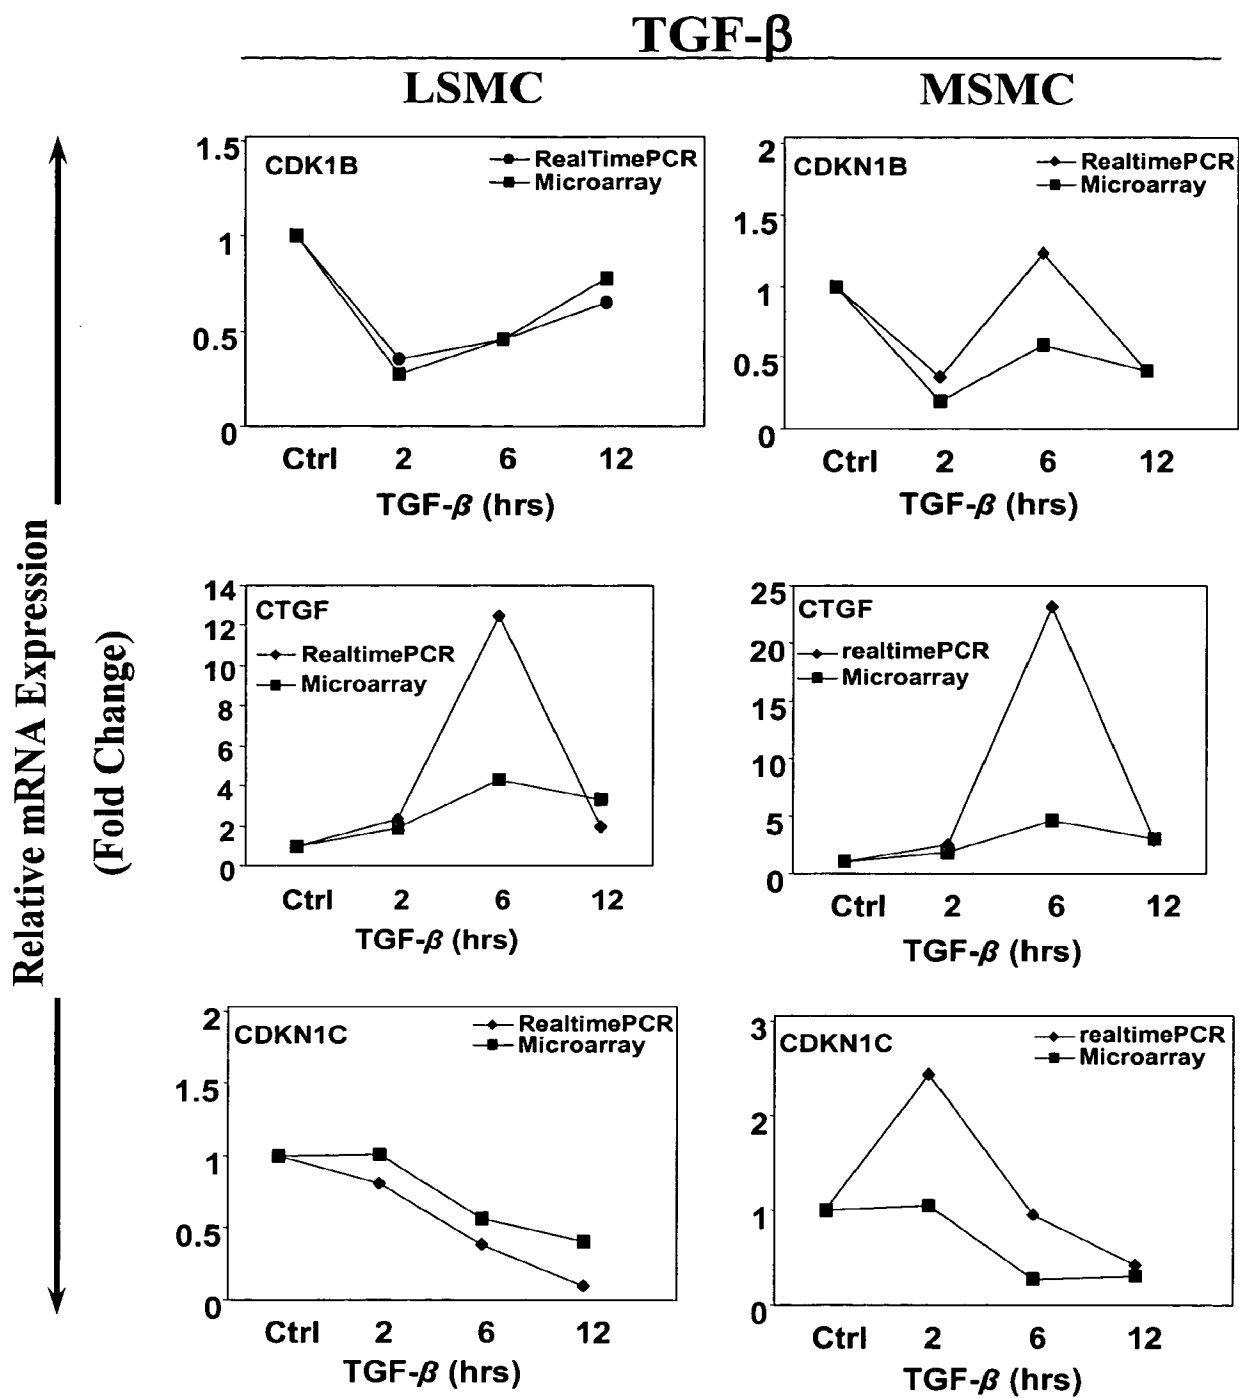 TGF-β
LSMC
MSMC
Relative mRNA Expression
(Fold Change)
CDK1B
RealTimePCR
Microarray
1.5
1
0.5
0
Ctrl 2 6 12
TGF-β (hrs)
CDKN1B
RealtimePCR
Microarray
2
1.5
1
0.5
0
Ctrl 2 6 12
TGF-β (hrs)
CTGF
RealtimePCR
Microarray
14
12
10
8
6
4
2
0
Ctrl 2 6 12
TGF-β (hrs)
CTGF
realtimePCR
Microarray
25
20
15
10
5
0
Ctrl 2 6 12
TGF-β (hrs)
CDKN1C
RealtimePCR
Microarray
2
1.5
1
0.5
0
Ctrl 2 6 12
TGF-β (hrs)
CDKN1C
realtimePCR
Microarray
3
2
1
0
Ctrl 2 6 12
TGF-β (hrs)